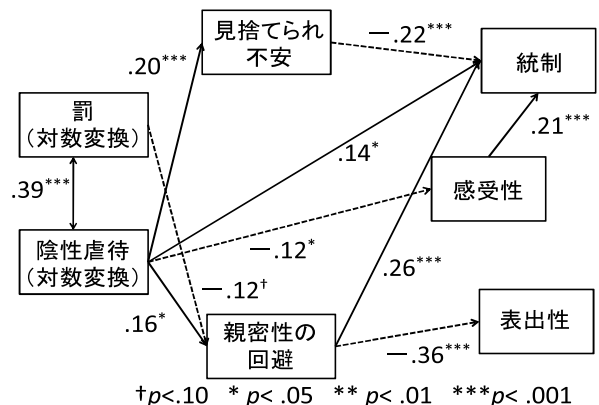 見捨てられ
不安
統制
罰
(対数変換)
陰性虐待
(対数変換)
感受性
親密性の
回避
表出性
.20***
－.22***
.39***
.14*
.21***
－.12*
－.12†
.26***
.16*
－.36***
†p<.10 * p< .05 ** p< .01 ***p< .001